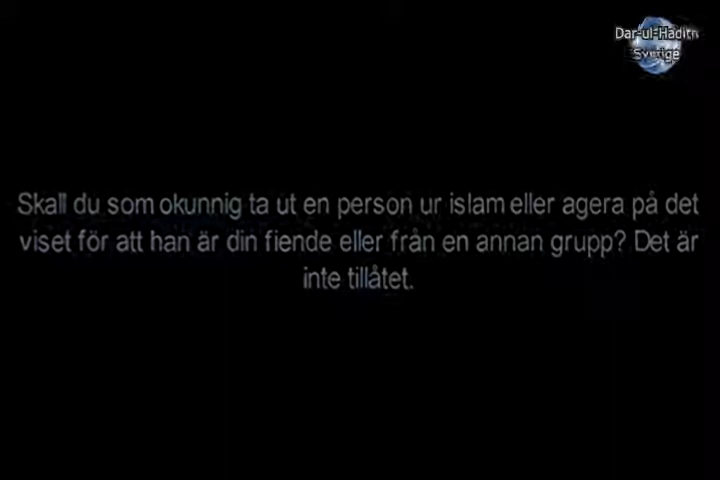 Dar-ul-Hadith
Sverige
Skall du som okunnig ta ut en person ur islam eller agera på det
viset för att han är din fiende eller från en annan grupp? Det är
inte tillåtet.